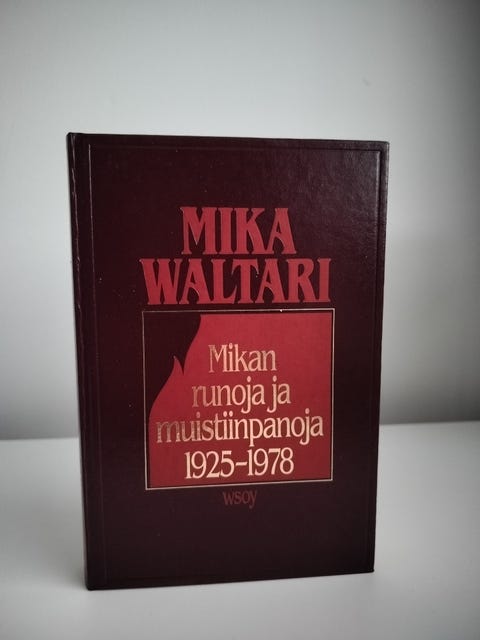 MIKA
WALTARI
Mikan
runoja ja
muistiinpanoja
1925-1978
wsoy